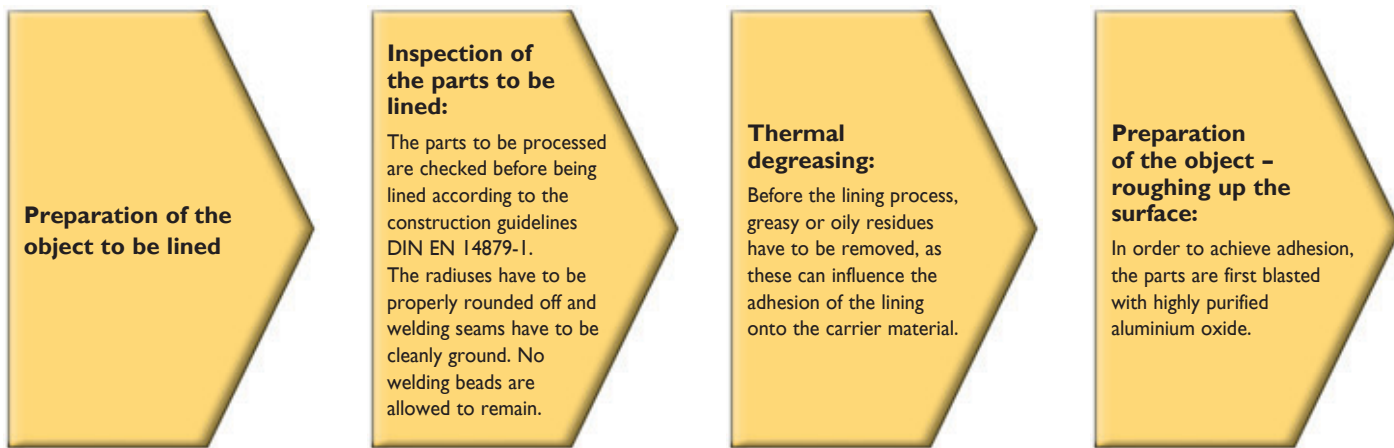 Preparation of the
object to be lined
Inspection of
the parts to be
lined:
The parts to be processed
are checked before being
lined according to the
construction guidelines
DIN EN 14879-1.
The radiuses have to be
properly rounded off and
welding seams have to be
cleanly ground. No
welding beads are
allowed to remain.
Thermal
degreasing:
Before the lining process,
greasy or oily residues
have to be removed, as
these can influence the
adhesion of the lining
onto the carrier material.
Preparation
of the object –
roughing up the
surface:
In order to achieve adhesion,
the parts are first blasted
with highly purified
aluminium oxide.